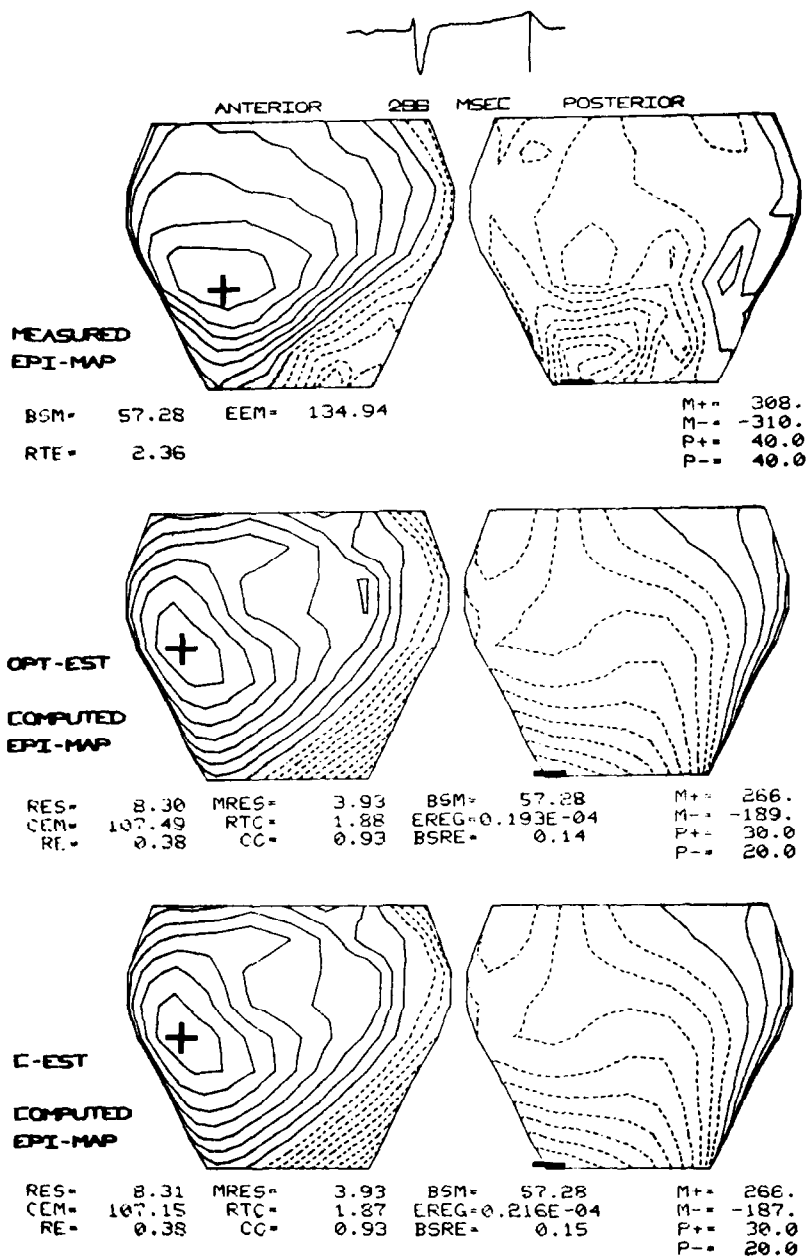 ANTERIOR 286 MSEC POSTERIOR
MEASURED
EPI-MAP
BSM= 57.28 EEM= 134.94
RTE= 2.36
M+= 308.
M-= -310.
P+= 40.0
P-= 40.0
OPT-EST
COMPUTED
EPI-MAP
RES= 8.30 MRES= 3.93 BSM= 57.28 M+= 266.
CEM= 107.49 RTC= 1.88 EREG=0.193E-04 M-= -189.
RE= 0.38 CC= 0.93 BSRE= 0.14 P+= 30.0
P-= 20.0
C-EST
COMPUTED
EPI-MAP
RES= 8.31 MRES= 3.93 BSM= 57.28 M+= 266.
CEM= 107.15 RTC= 1.87 EREG=0.216E-04 M-= -187.
RE= 0.38 CC= 0.93 BSRE= 0.15 P+= 30.0
P-= 20.0